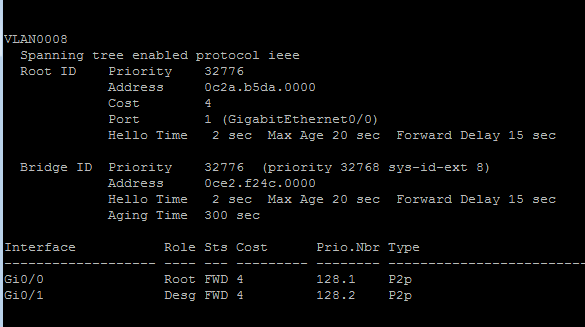 VLAN0008
  Spanning tree enabled protocol ieee
  Root ID    Priority    32776
             Address     0c2a.b5da.0000
             Cost        4
             Port        1 (GigabitEthernet0/0)
             Hello Time   2 sec  Max Age 20 sec  Forward Delay 15 sec

  Bridge ID  Priority    32776  (priority 32768 sys-id-ext 8)
             Address     0ce2.f24c.0000
             Hello Time   2 sec  Max Age 20 sec  Forward Delay 15 sec
             Aging Time  300 sec

Interface           Role Sts Cost      Prio.Nbr Type
------------------- ---- --- --------- -------- ------------------------
Gi0/0               Root FWD 4         128.1    P2p
Gi0/1               Desg FWD 4         128.2    P2p